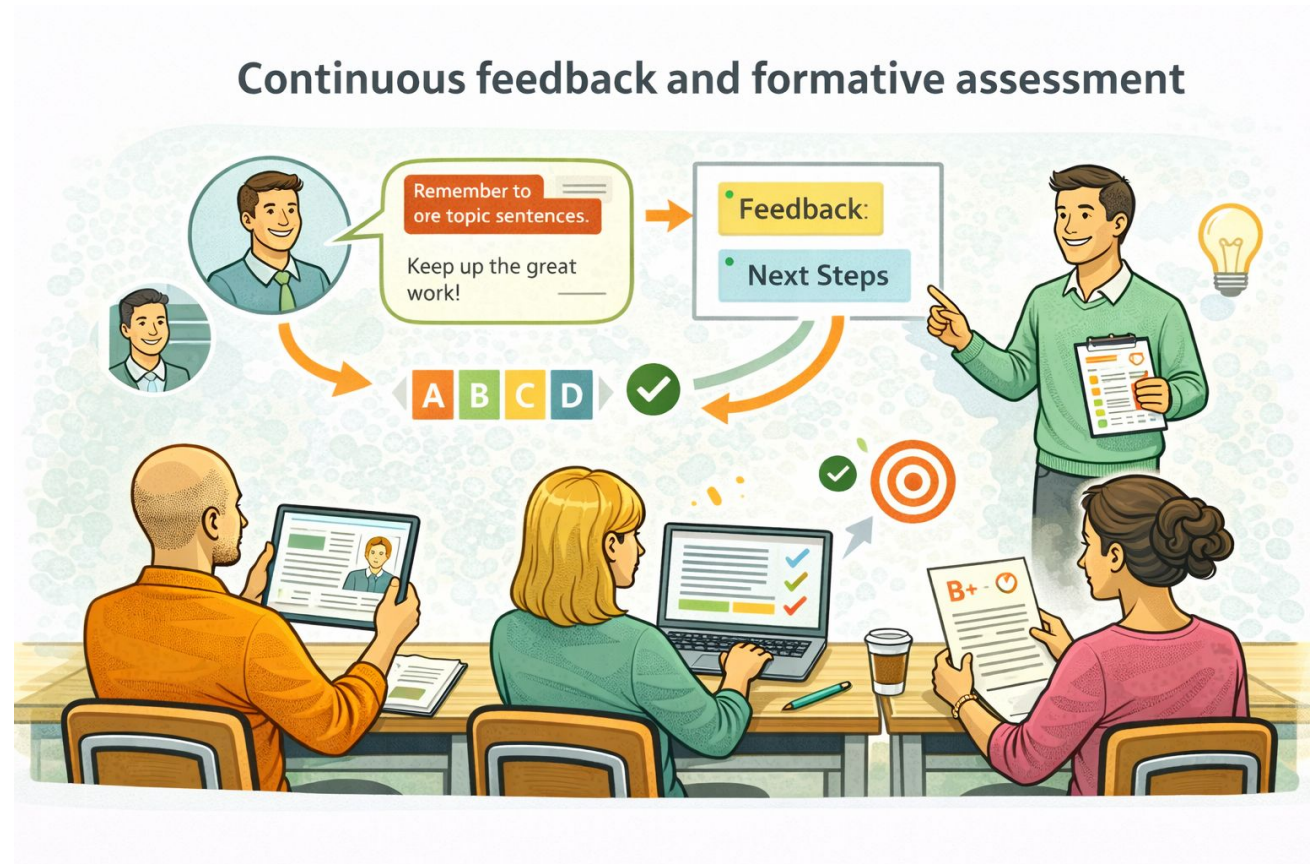 Continuous feedback and formative assessment
Remember to
ore topic sentences.
Keep up the great
work!
Feedback:
Next Steps
A B C D
B+ -